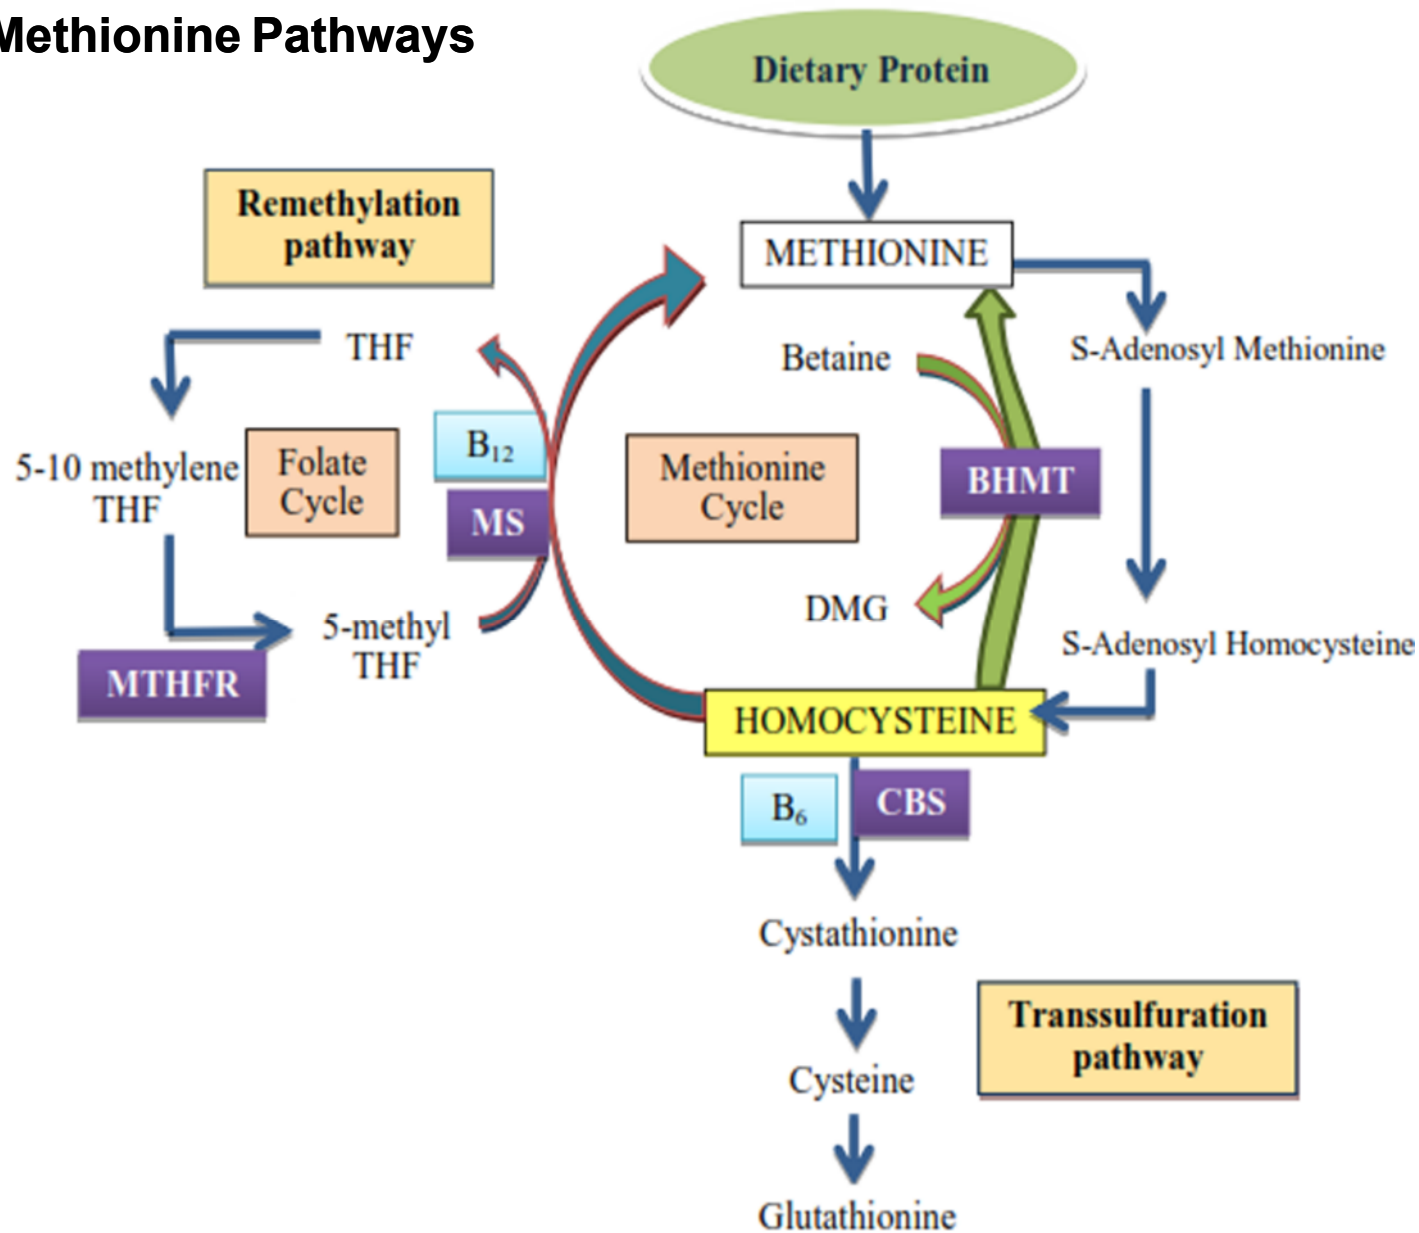 Methionine Pathways
Dietary Protein
Remethylation
pathway
METHIONINE
THF
Betaine
S-Adenosyl Methionine
B₁₂
5-10 methylene
THF
Folate
Cycle
Methionine
Cycle
BHMT
MS
DMG
5-methyl
THF
S-Adenosyl Homocysteine
MTHFR
HOMOCYSTEINE
B₆
CBS
Cystathionine
Transsulfuration
pathway
Cysteine
Glutathionine